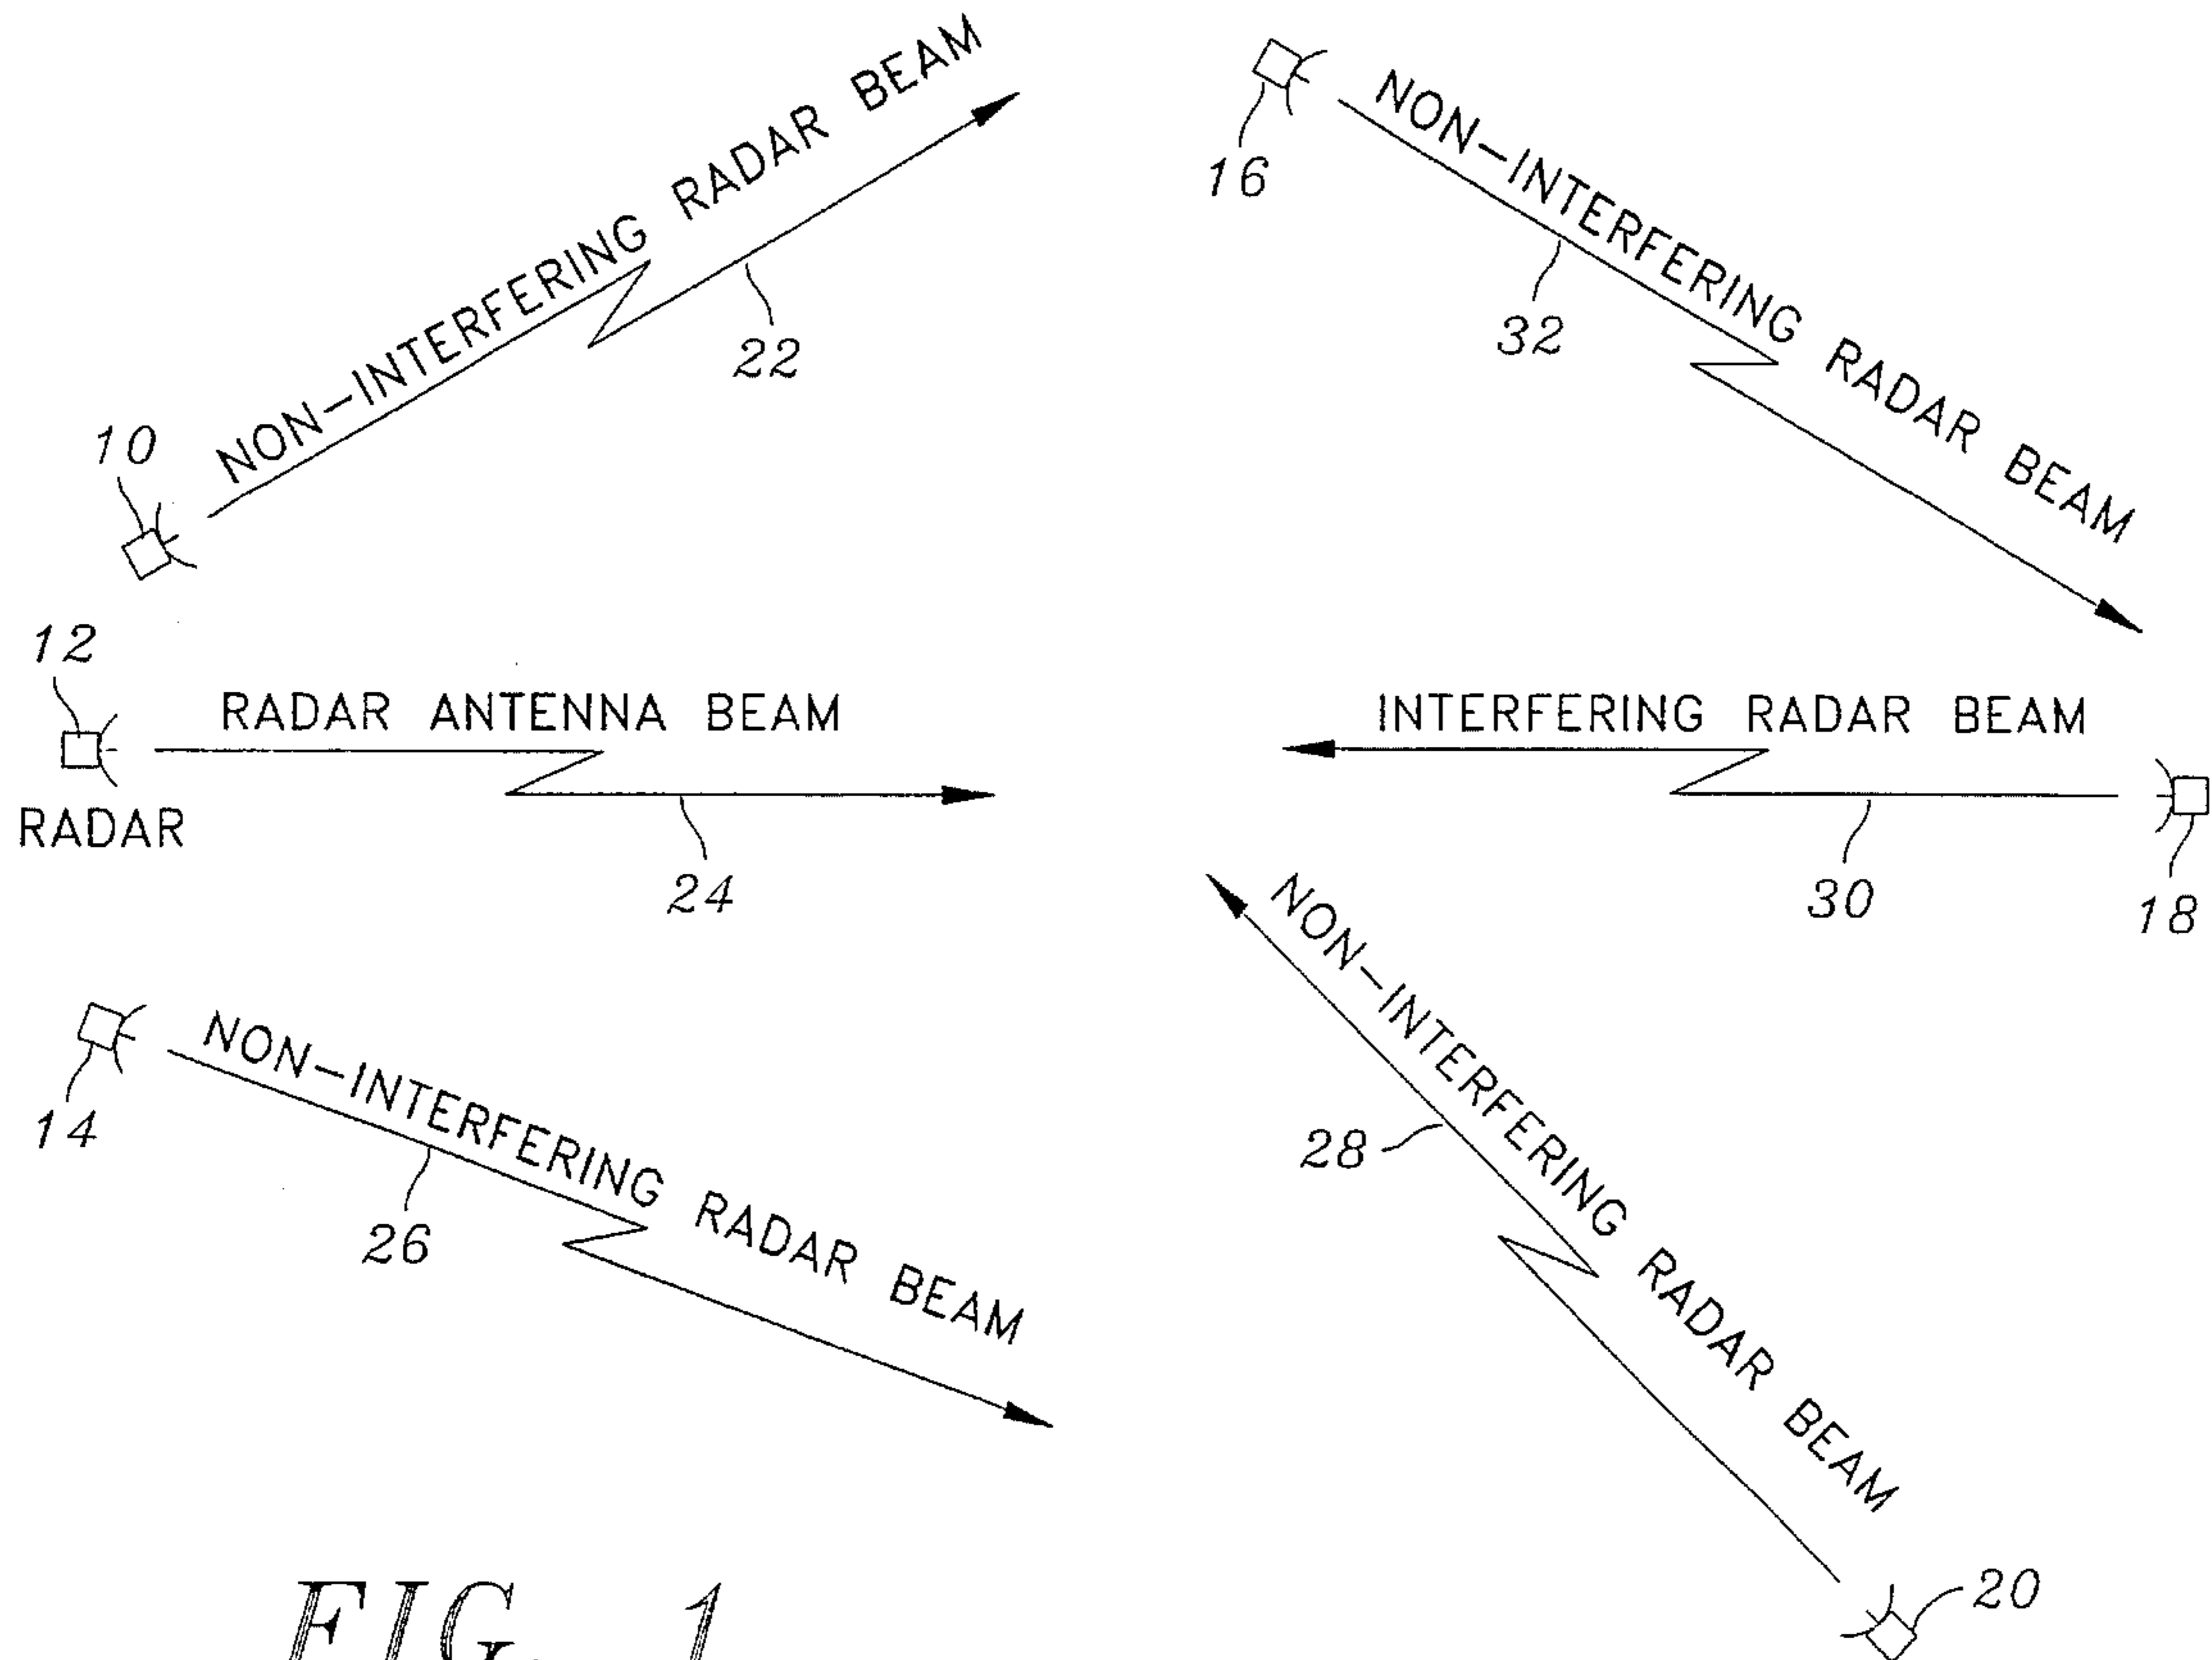 NON-INTERFERING RADAR BEAM
22
10
16
NON-INTERFERING RADAR BEAM
32
12
RADAR ANTENNA BEAM
RADAR
24
INTERFERING RADAR BEAM
30
18
14
NON-INTERFERING RADAR BEAM
26
NON-INTERFERING RADAR BEAM
28
20
FIG. 1